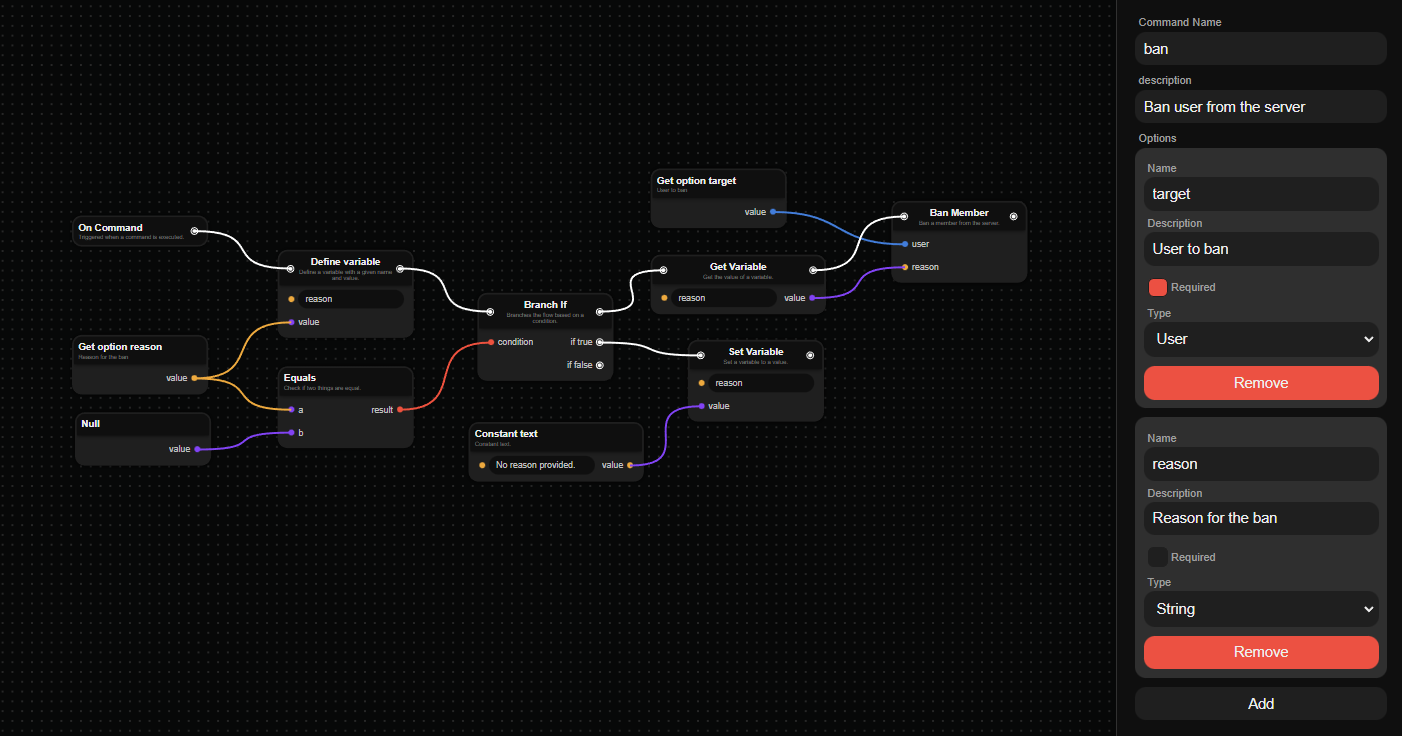 On Command
Triggered when a command is executed.
Get option reason
Reason for the ban
value
Null
value
Define variable
Define a variable with a given name
and value.
reason
value
Equals
Check if two things are equal.
a
result
b
Branch If
Branches the flow based on a
condition.
condition
if true
if false
Constant text
Constant text.
No reason provided.
value
Get option target
User to ban
value
Get Variable
Get the value of a variable.
reason
value
Set Variable
Set a variable to a value.
reason
value
Ban Member
Ban a member from the server.
user
reason
Command Name
ban
description
Ban user from the server
Options
Name
target
Description
User to ban
Required
Type
User
Remove
Name
reason
Description
Reason for the ban
Required
Type
String
Remove
Add